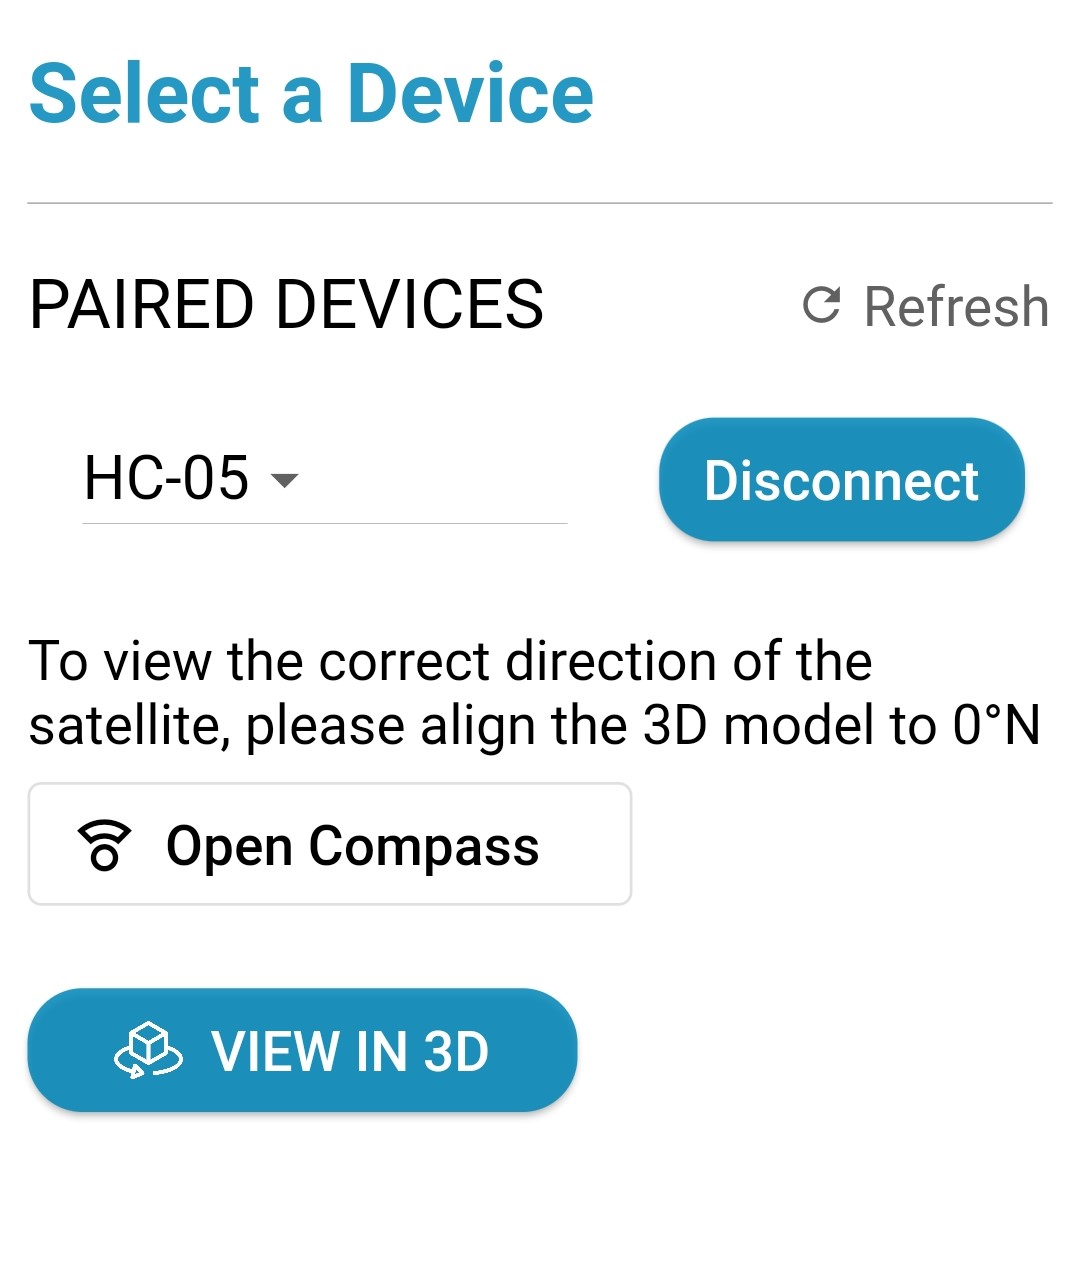 Select a Device
PAIRED DEVICES
Refresh
HC-05
Disconnect
To view the correct direction of the
satellite, please align the 3D model to 0°N
Open Compass
VIEW IN 3D